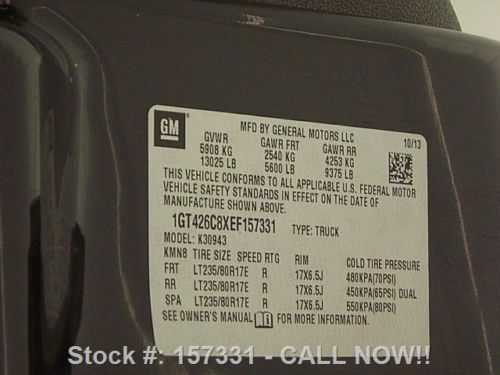 GM
MFD BY GENERAL MOTORS LLC
GVWR GAWR FRT GAWR RR
5908 KG 2540 KG 4253 KG
13025 LB 5600 LB 9375 LB
10/13
THIS VEHICLE CONFORMS TO ALL APPLICABLE U.S. FEDERAL MOTOR
VEHICLE SAFETY STANDARDS IN EFFECT ON THE DATE OF
MANUFACTURE SHOWN ABOVE.
1GT426C8XEF157331 TYPE: TRUCK
MODEL: K30943
KMN8 TIRE SIZE SPEED RTG RIM COLD TIRE PRESSURE
FRT LT235/80R17E R 17X6.5J 480KPA(70PSI)
RR LT235/80R17E R 17X6.5J 450KPA(65PSI) DUAL
SPA LT235/80R17E R 17X6.5J 550KPA(80PSI)
SEE OWNER'S MANUAL FOR MORE INFORMATION.
Stock #: 157331 - CALL NOW!!